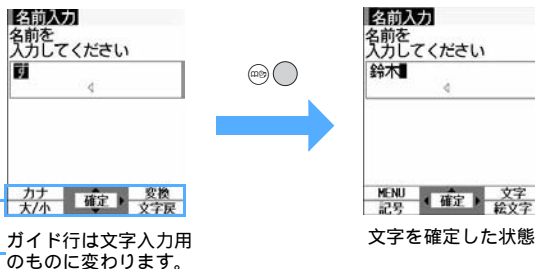 名前入力
名前を
入力してください
す
カナ 確定 変換
大/小 文字戻
ガイド行は文字入力用
のものに変わります。
名前入力
名前を
入力してください
鈴木
MENU 確定 文字
記号 絵文字
文字を確定した状態